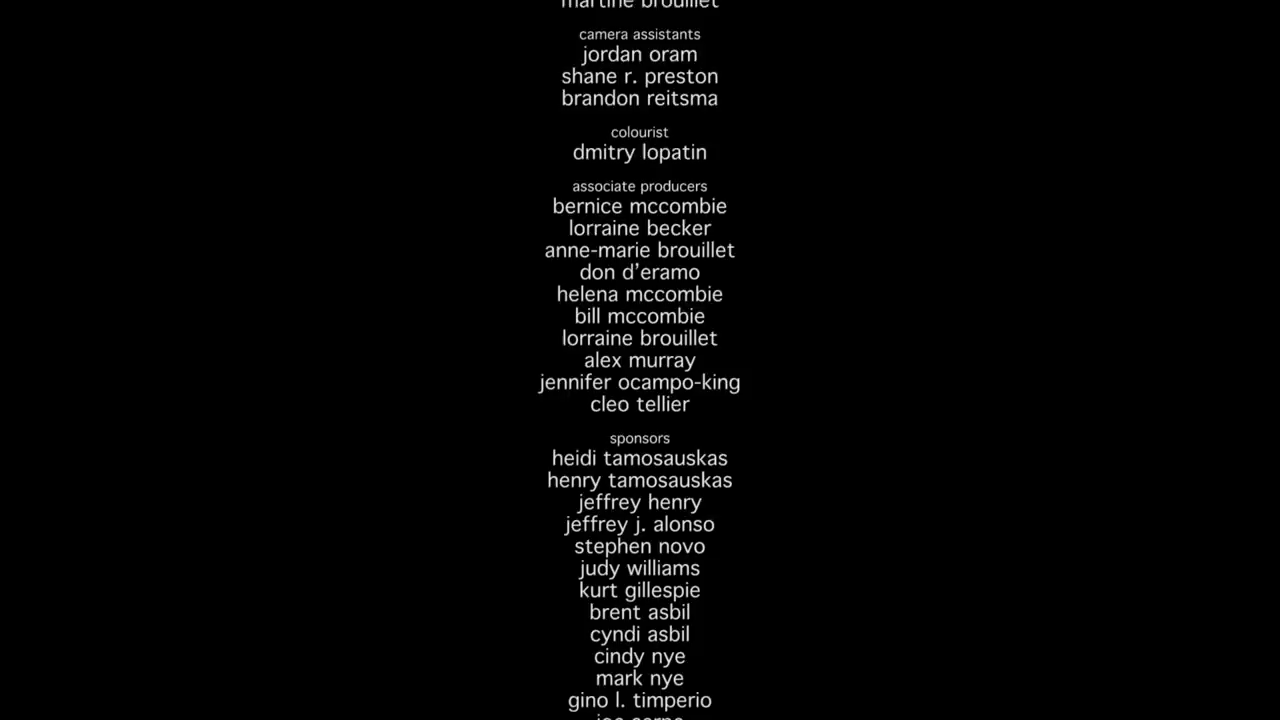 martine brouillet
camera assistants
jordan oram
shane r. preston
brandon reitsma
colourist
dmitry lopatin
associate producers
bernice mccombie
lorraine becker
anne-marie brouillet
don d'eramo
helena mccombie
bill mccombie
lorraine brouillet
alex murray
jennifer ocampo-king
cleo tellier
sponsors
heidi tamosauskas
henry tamosauskas
jeffrey henry
jeffrey j. alonso
stephen novo
judy williams
kurt gillespie
brent asbil
cyndi asbil
cindy nye
mark nye
gino l. timperio